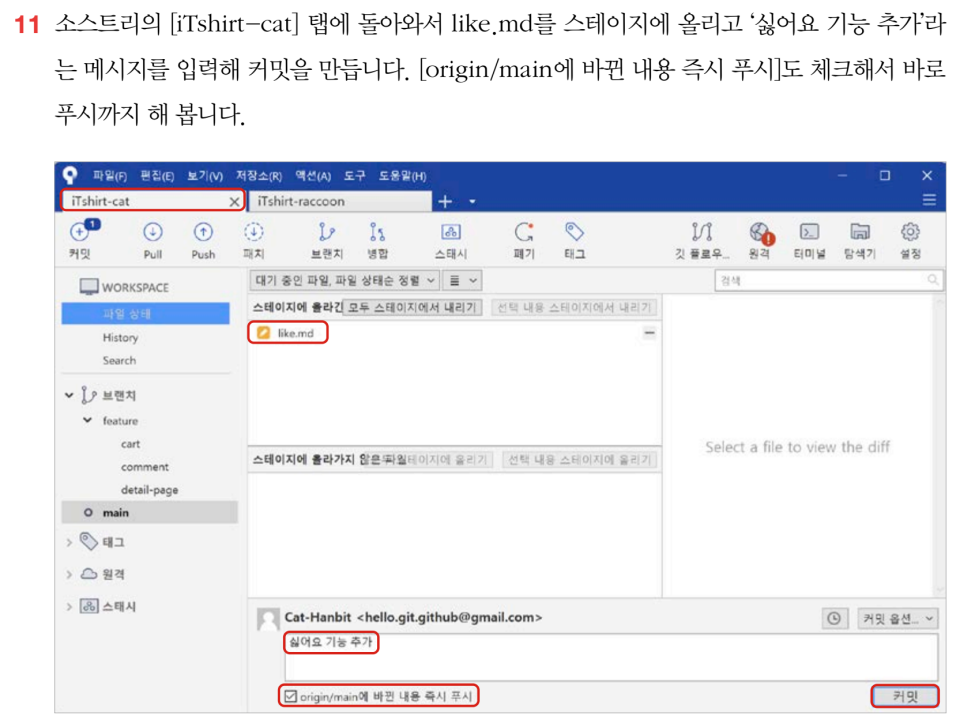 11 소스트리의 [iTshirt-cat] 탭에 돌아와서 like.md를 스테이지에 올리고 ‘싫어요 기능 추가’라
는 메시지를 입력해 커밋을 만듭니다. [origin/main에 바뀐 내용 즉시 푸시]도 체크해서 바로
푸시까지 해 봅니다.
파일(F) 편집(E) 보기(V) 저장소(R) 액션(A) 도구 도움말(H)
iTshirt-cat iTshirt-raccoon
1
커밋 Pull Push 패치 브랜치 병합 스태시 폐기 태그 깃 플로우... 원격 터미널 탐색기 설정
WORKSPACE
파일 상태
History
Search
브랜치
feature
cart
comment
detail-page
main
태그
원격
스태시
대기 중인 파일, 파일 상태순 정렬
검색
스테이지에 올라간 모두 스테이지에서 내리기 선택 내용 스테이지에서 내리기
like.md
스테이지에 올라가지 않은 파일 스테이지에 올리기 선택 내용 스테이지에 올리기
Select a file to view the diff
Cat-Hanbit <hello.git.github@gmail.com>
커밋 옵션...
싫어요 기능 추가
origin/main에 바뀐 내용 즉시 푸시
커밋